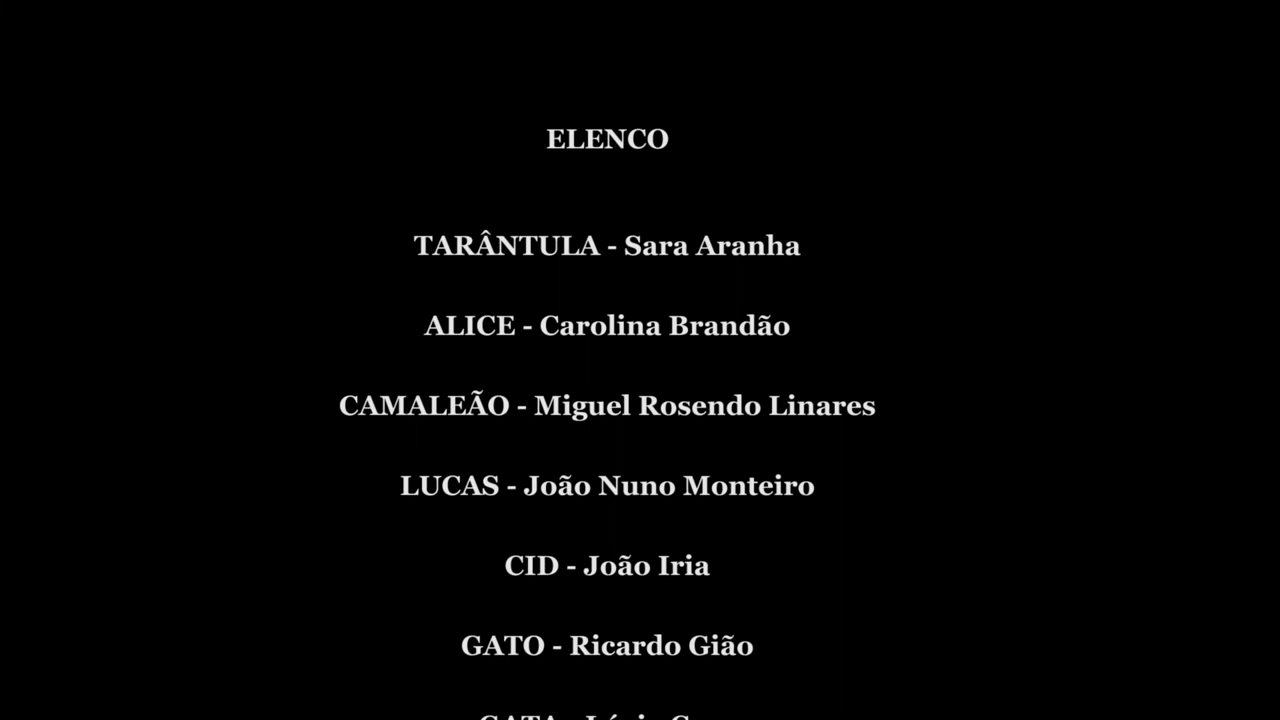 ELENCO
TARÂNTULA - Sara Aranha
ALICE - Carolina Brandão
CAMALEÃO - Miguel Rosendo Linares
LUCAS - João Nuno Monteiro
CID - João Iria
GATO - Ricardo Gião
GATA -